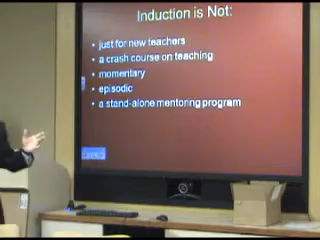 Induction is Not:
• just for new teachers
• a crash course on teaching
• momentary
• episodic
• a stand-alone mentoring program